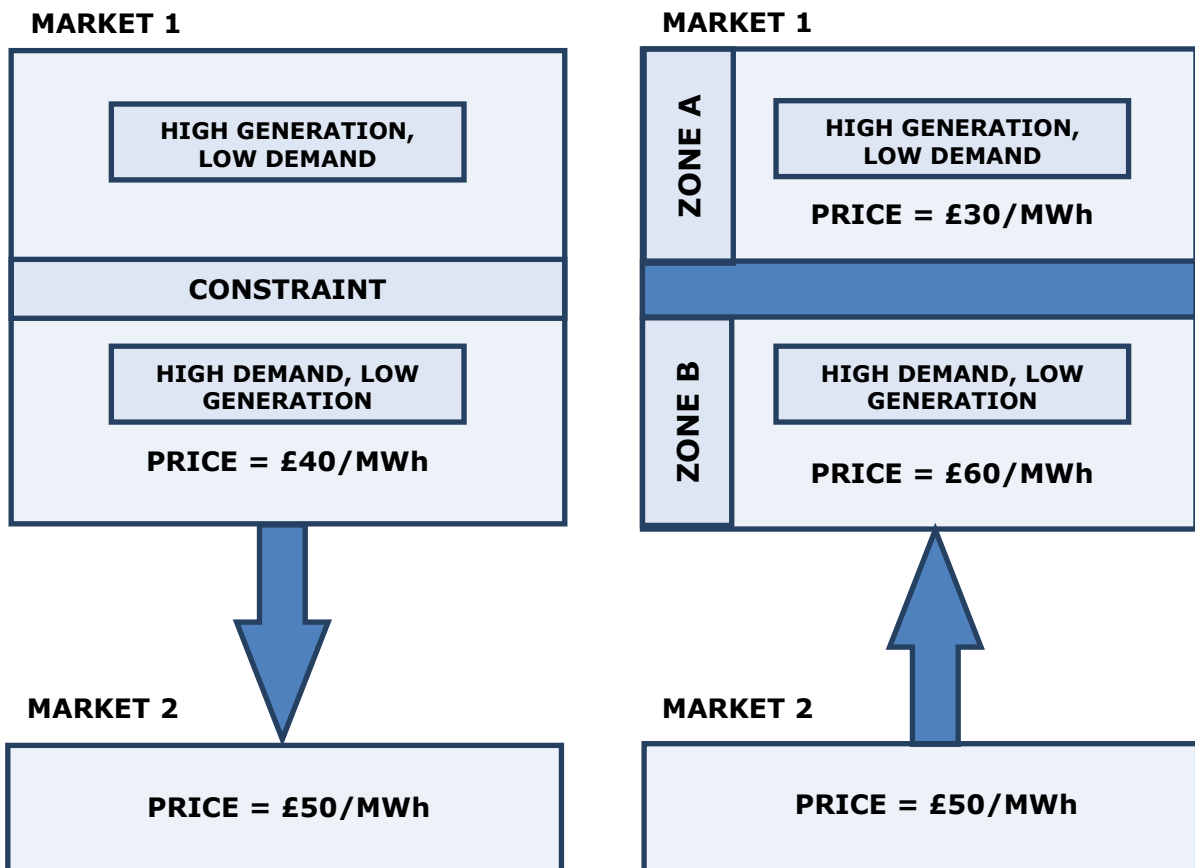 MARKET 1
HIGH GENERATION,
LOW DEMAND
CONSTRAINT
HIGH DEMAND, LOW
GENERATION
PRICE = £40/MWh
MARKET 2
PRICE = £50/MWh
MARKET 1
ZONE A
HIGH GENERATION,
LOW DEMAND
PRICE = £30/MWh
ZONE B
HIGH DEMAND, LOW
GENERATION
PRICE = £60/MWh
MARKET 2
PRICE = £50/MWh